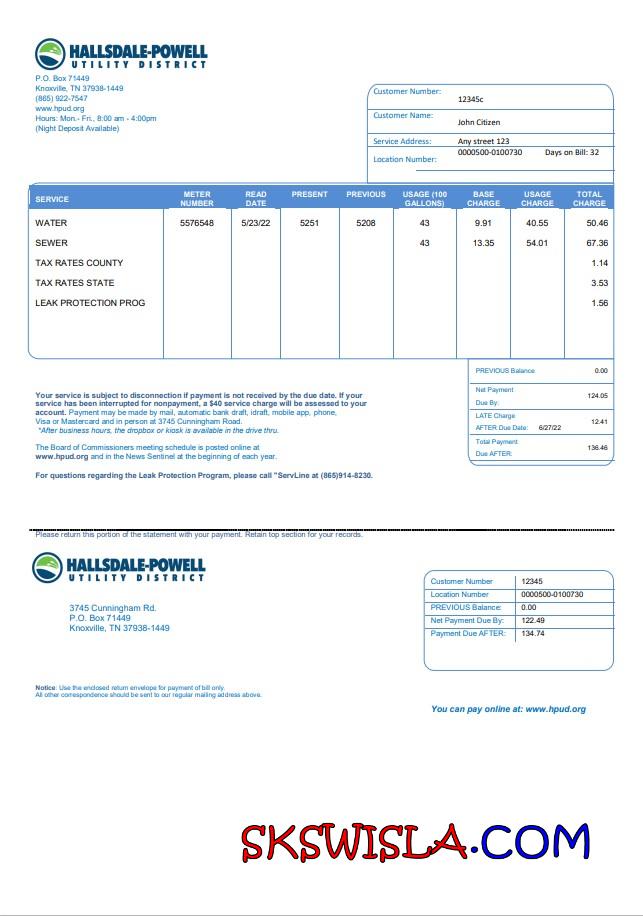 HALLSDALE-POWELL
UTILITY DISTRICT
P.O. Box 71449
Knoxville, TN 37938-1449
(865) 922-7547
www.hpud.org
Hours: Mon.- Fri., 8:00 am - 4:00pm
(Night Deposit Available)
Customer Number: 12345c
Customer Name: John Citizen
Service Address: Any street 123
Location Number: 0000500-0100730 Days on Bill: 32
SERVICE METER NUMBER READ DATE PRESENT PREVIOUS USAGE (100 GALLONS) BASE CHARGE USAGE CHARGE TOTAL CHARGE
WATER 5576548 5/23/22 5251 5208 43 9.91 40.55 50.46
SEWER 43 13.35 54.01 67.36
TAX RATES COUNTY 1.14
TAX RATES STATE 3.53
LEAK PROTECTION PROG 1.56
PREVIOUS Balance 0.00
Net Payment Due By: 124.05
LATE Charge AFTER Due Date: 6/27/22 12.41
Total Payment Due AFTER: 136.46
Your service is subject to disconnection if payment is not received by the due date. If your
service has been interrupted for nonpayment, a $40 service charge will be assessed to your
account. Payment may be made by mail, automatic bank draft, idraft, mobile app, phone,
Visa or Mastercard and in person at 3745 Cunningham Road.
*After business hours, the dropbox or kiosk is available in the drive thru.
The Board of Commissioners meeting schedule is posted online at
www.hpud.org and in the News Sentinel at the beginning of each year.
For questions regarding the Leak Protection Program, please call "ServLine at (865)914-8230.
Please return this portion of the statement with your payment. Retain top section for your records.
HALLSDALE-POWELL
UTILITY DISTRICT
3745 Cunningham Rd.
P.O. Box 71449
Knoxville, TN 37938-1449
Customer Number 12345
Location Number 0000500-0100730
PREVIOUS Balance: 0.00
Net Payment Due By: 122.49
Payment Due AFTER: 134.74
Notice: Use the enclosed return envelope for payment of bill only.
All other correspondence should be sent to our regular mailing address above.
You can pay online at: www.hpud.org
SKSWISLA.COM